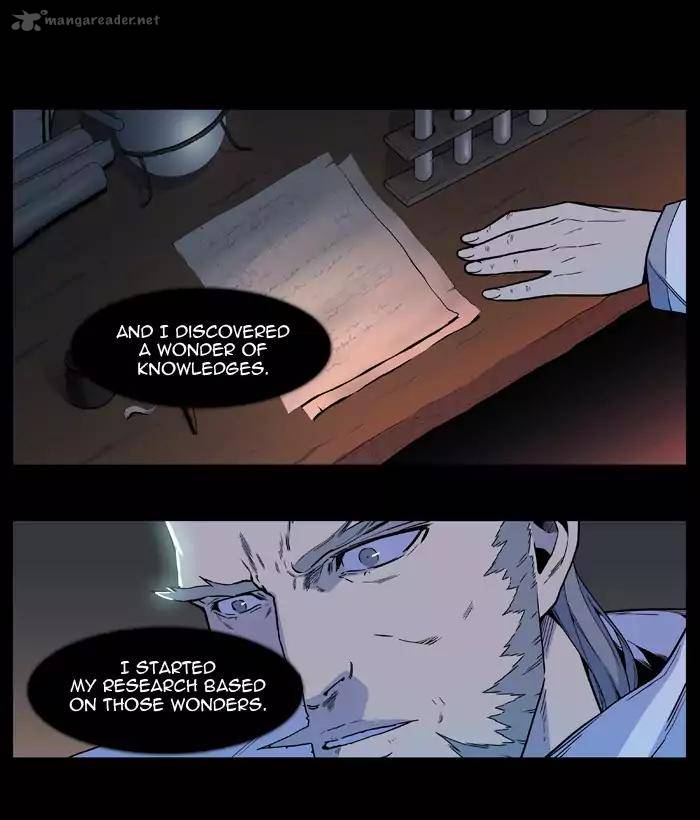 mangareader.net
AND I DISCOVERED
A WONDER OF
KNOWLEDGES.
I STARTED
MY RESEARCH BASED
ON THOSE WONDERS.